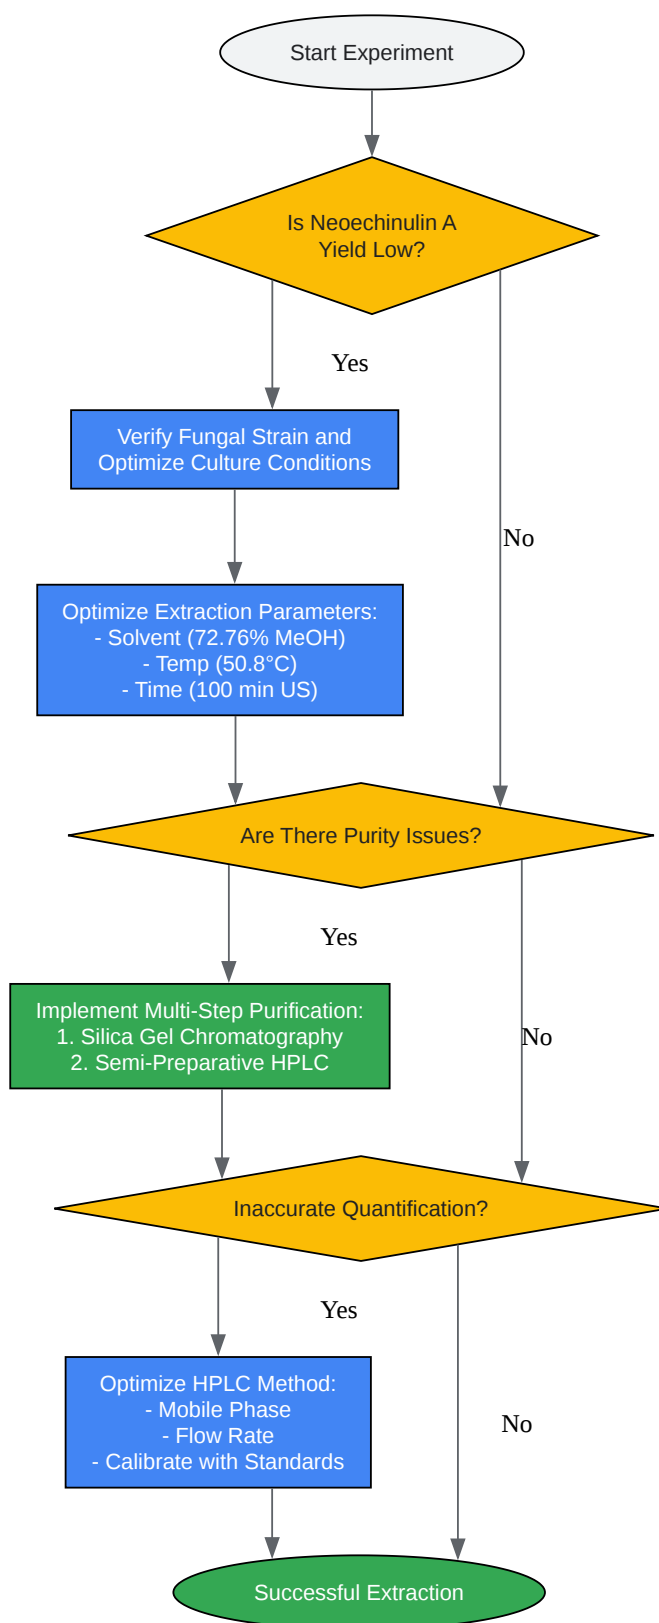 Start Experiment
Is Neoechinulin A
Yield Low?
Yes
Verify Fungal Strain and
Optimize Culture Conditions
No
Optimize Extraction Parameters:
- Solvent (72.76% MeOH)
- Temp (50.8°C)
- Time (100 min US)
Are There Purity Issues?
Yes
Implement Multi-Step Purification:
1. Silica Gel Chromatography
2. Semi-Preparative HPLC
No
Inaccurate Quantification?
Yes
Optimize HPLC Method:
- Mobile Phase
- Flow Rate
- Calibrate with Standards
No
Successful Extraction